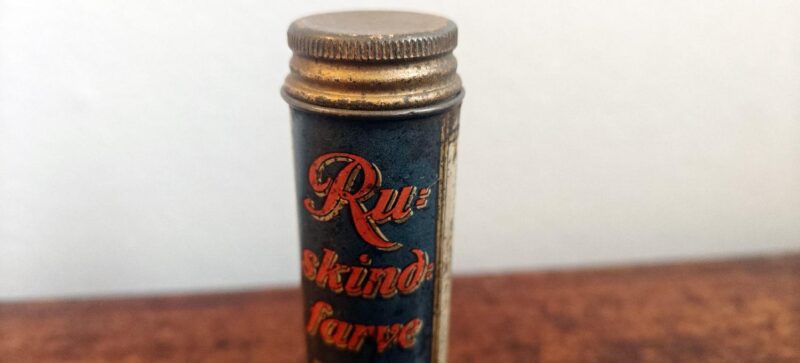 Ru=
skind=
farve